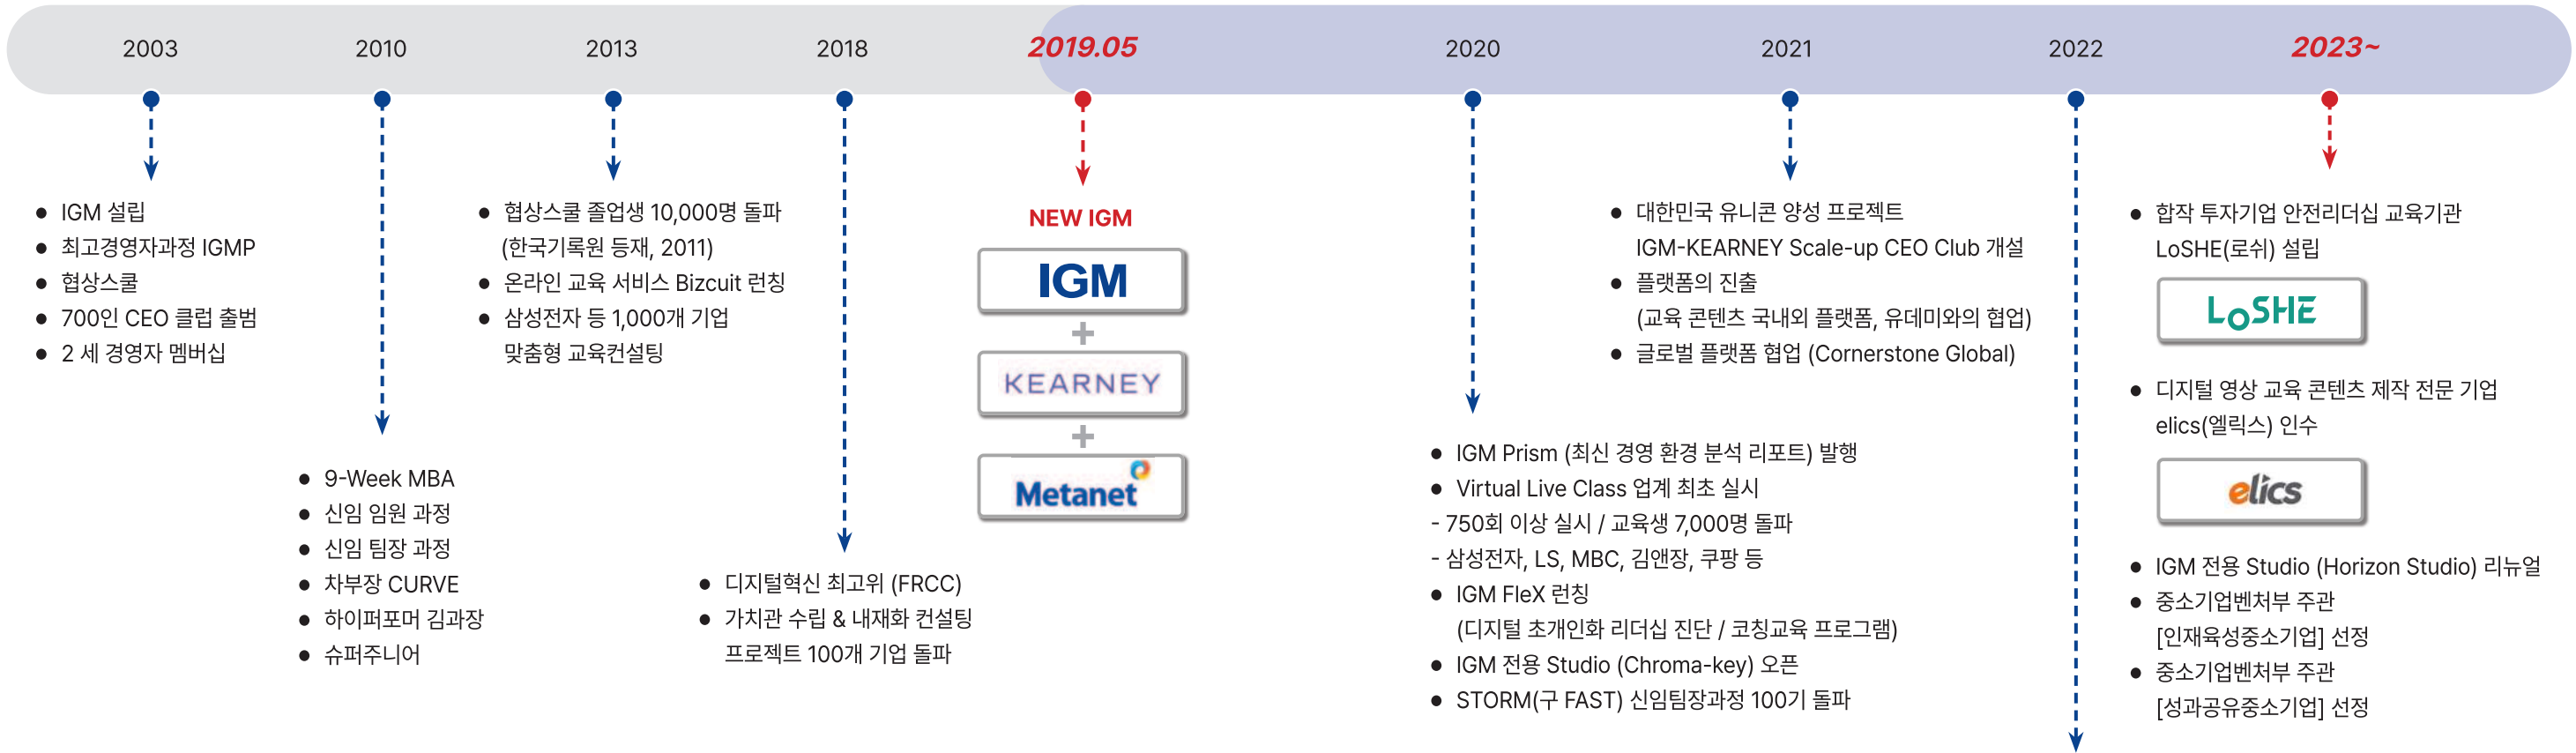 2003
2010
2013
2018
2019.05
2020
2021
2022
2023~
● IGM 설립
● 최고경영자과정 IGMP
● 협상스쿨
● 700인 CEO 클럽 출범
● 2 세 경영자 멤버십
● 9-Week MBA
● 신임 임원 과정
● 신임 팀장 과정
● 차부장 CURVE
● 하이퍼포머 김과장
● 슈퍼주니어
● 협상스쿨 졸업생 10,000명 돌파
(한국기록원 등재, 2011)
● 온라인 교육 서비스 Bizcuit 런칭
● 삼성전자 등 1,000개 기업
맞춤형 교육컨설팅
● 디지털혁신 최고위 (FRCC)
● 가치관 수립 & 내재화 컨설팅
프로젝트 100개 기업 돌파
NEW IGM
IGM
+
KEARNEY
+
Metanet
● IGM Prism (최신 경영 환경 분석 리포트) 발행
● Virtual Live Class 업계 최초 실시
- 750회 이상 실시 / 교육생 7,000명 돌파
- 삼성전자, LS, MBC, 김앤장, 쿠팡 등
● IGM FleX 런칭
(디지털 초개인화 리더십 진단 / 코칭교육 프로그램)
● IGM 전용 Studio (Chroma-key) 오픈
● STORM(구 FAST) 신임팀장과정 100기 돌파
● 대한민국 유니콘 양성 프로젝트
IGM-KEARNEY Scale-up CEO Club 개설
● 플랫폼의 진출
(교육 콘텐츠 국내외 플랫폼, 유데미와의 협업)
● 글로벌 플랫폼 협업 (Cornerstone Global)
● 합작 투자기업 안전리더십 교육기관
LoSHE(로쉬) 설립
LoSHE
● 디지털 영상 교육 콘텐츠 제작 전문 기업
elics(엘릭스) 인수
elics
● IGM 전용 Studio (Horizon Studio) 리뉴얼
● 중소기업벤처부 주관
[인재육성중소기업] 선정
● 중소기업벤처부 주관
[성과공유중소기업] 선정